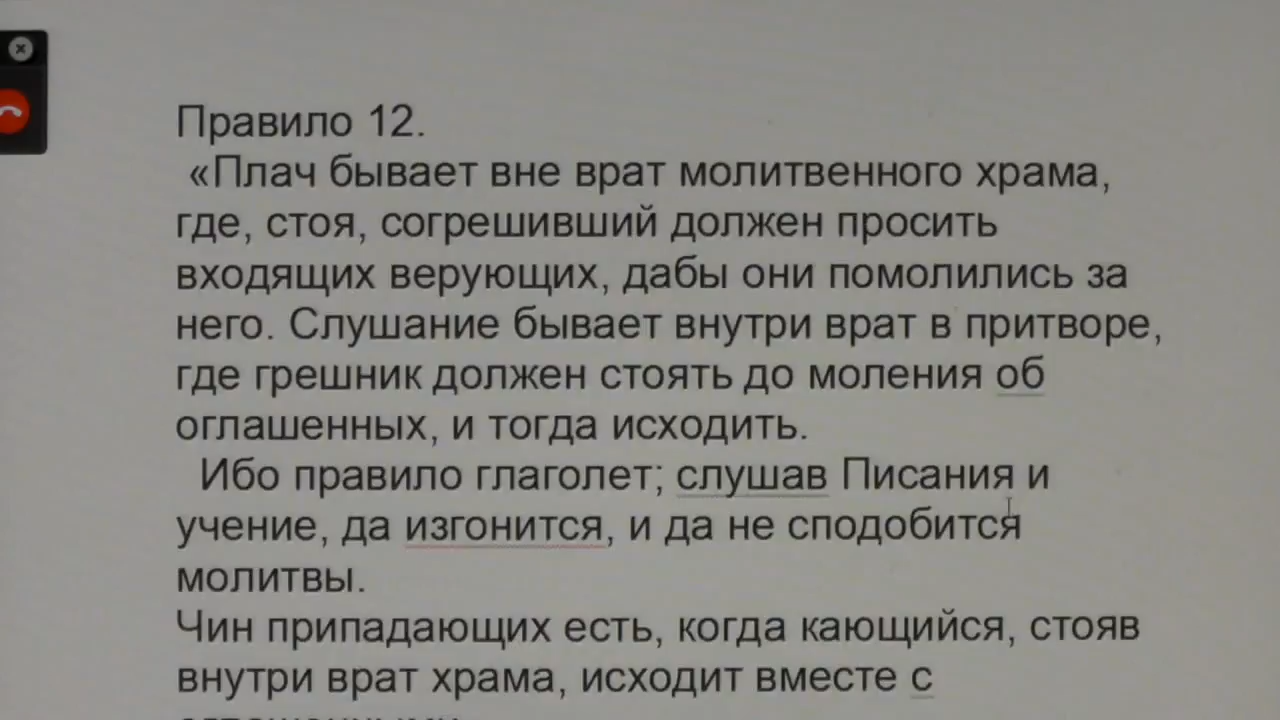 Правило 12.
«Плач бывает вне врат молитвенного храма,
где, стоя, согрешивший должен просить
входящих верующих, дабы они помолились за
него. Слушание бывает внутри врат в притворе,
где грешник должен стоять до моления об
оглашенных, и тогда исходить.
Ибо правило глаголет; слушав Писания и
учение, да изгонится, и да не сподобится
молитвы.
Чин припадающих есть, когда кающийся, стояв
внутри врат храма, исходит вместе с